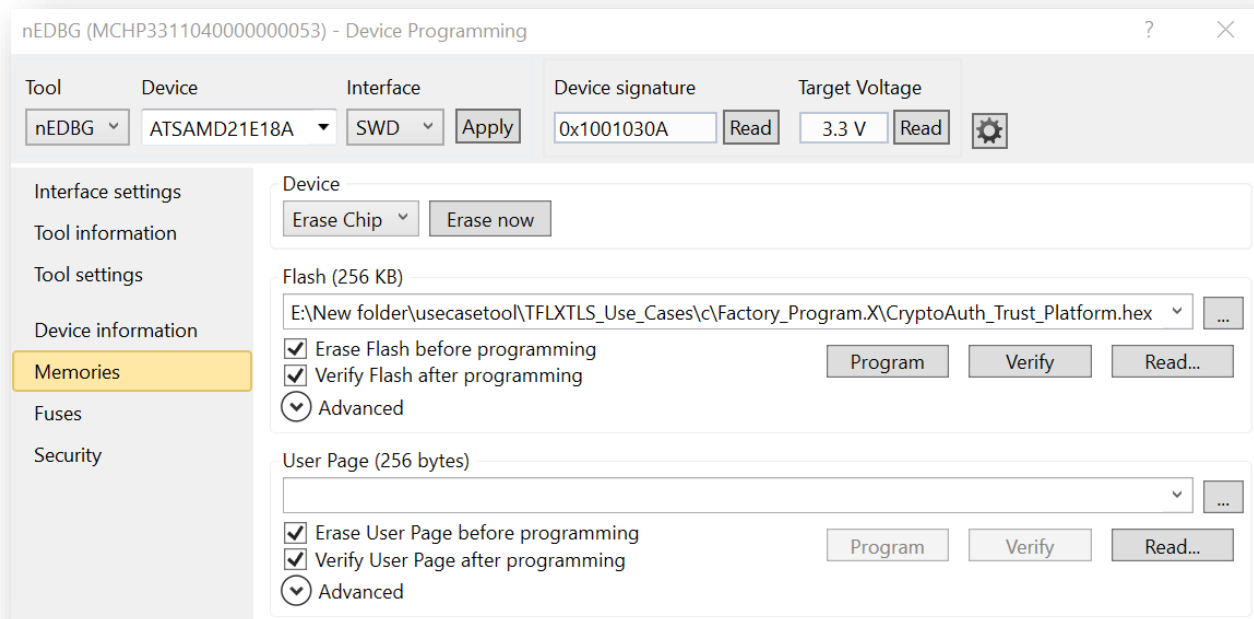 nEDBG (MCHP3311040000000053) - Device Programming ?
Tool Device Interface Device signature Target Voltage
nEDBG ATSAMD21E18A SWD Apply 0x1001030A Read 3.3 V Read
Interface settings
Tool information
Tool settings
Device information
Memories
Fuses
Security
Device
Erase Chip Erase now
Flash (256 KB)
E:\New folder\usecasetool\TFLXTLS_Use_Cases\c\Factory_Program.X\CryptoAuth_Trust_Platform.hex ...
Erase Flash before programming
Verify Flash after programming
Program Verify Read...
Advanced
User Page (256 bytes)
...
Erase User Page before programming
Verify User Page after programming
Program Verify Read...
Advanced